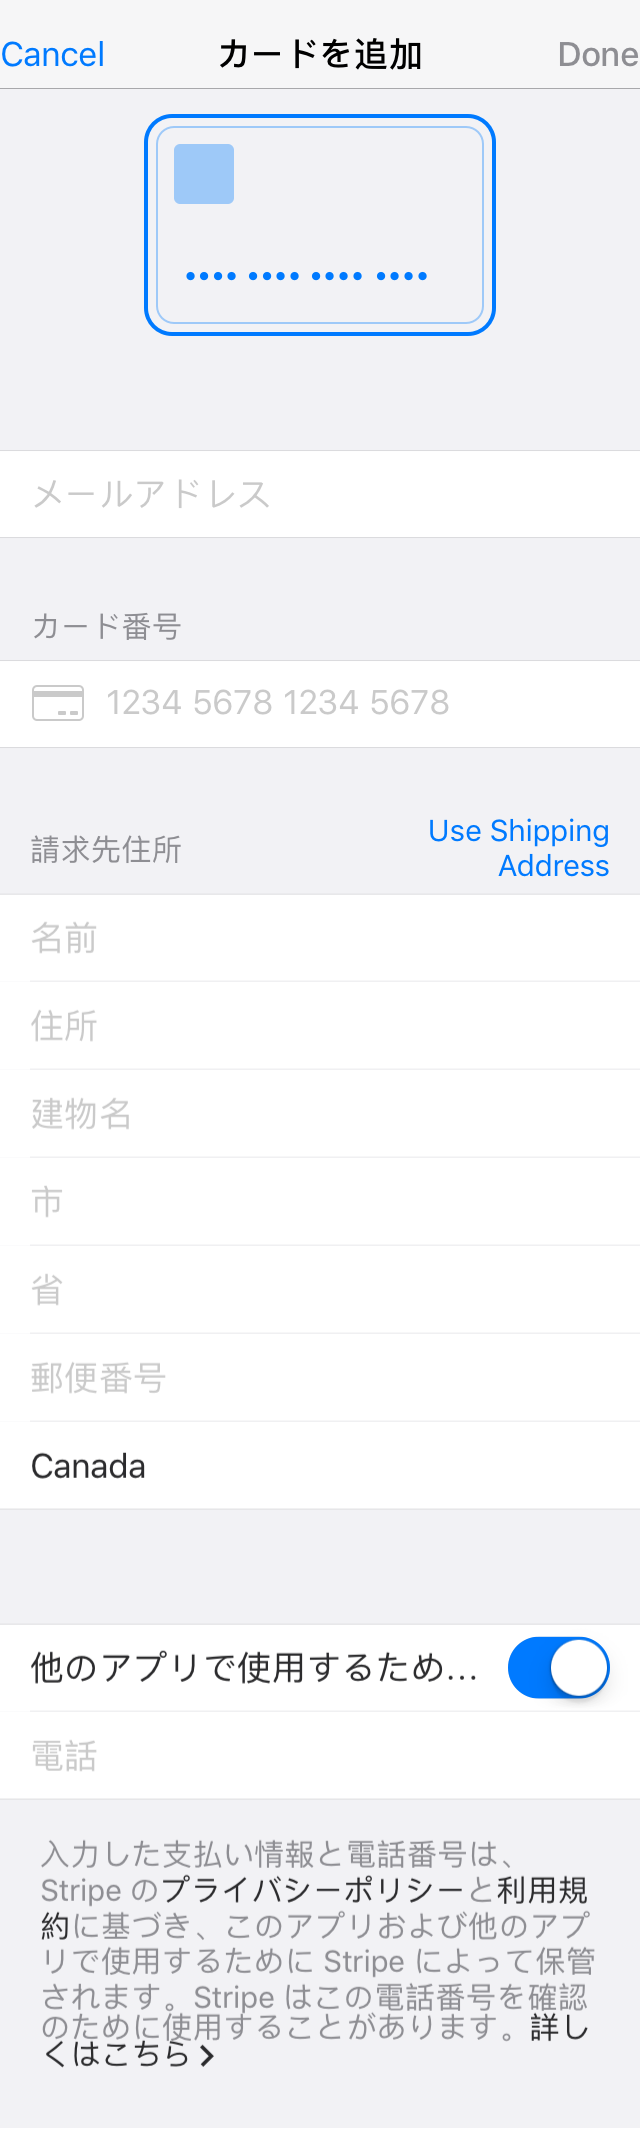 Cancel カードを追加 Done
•••• •••• •••• ••••
メールアドレス
カード番号
1234 5678 1234 5678
請求先住所
Use Shipping
Address
名前
住所
建物名
市
省
郵便番号
Canada
他のアプリで使用するため...
電話
入力した支払い情報と電話番号は、
Stripe のプライバシーポリシーと利用規
約に基づき、このアプリおよび他のアプ
リで使用するために Stripe によって保管
されます。Stripe はこの電話番号を確認
のために使用することがあります。詳し
くはこちら